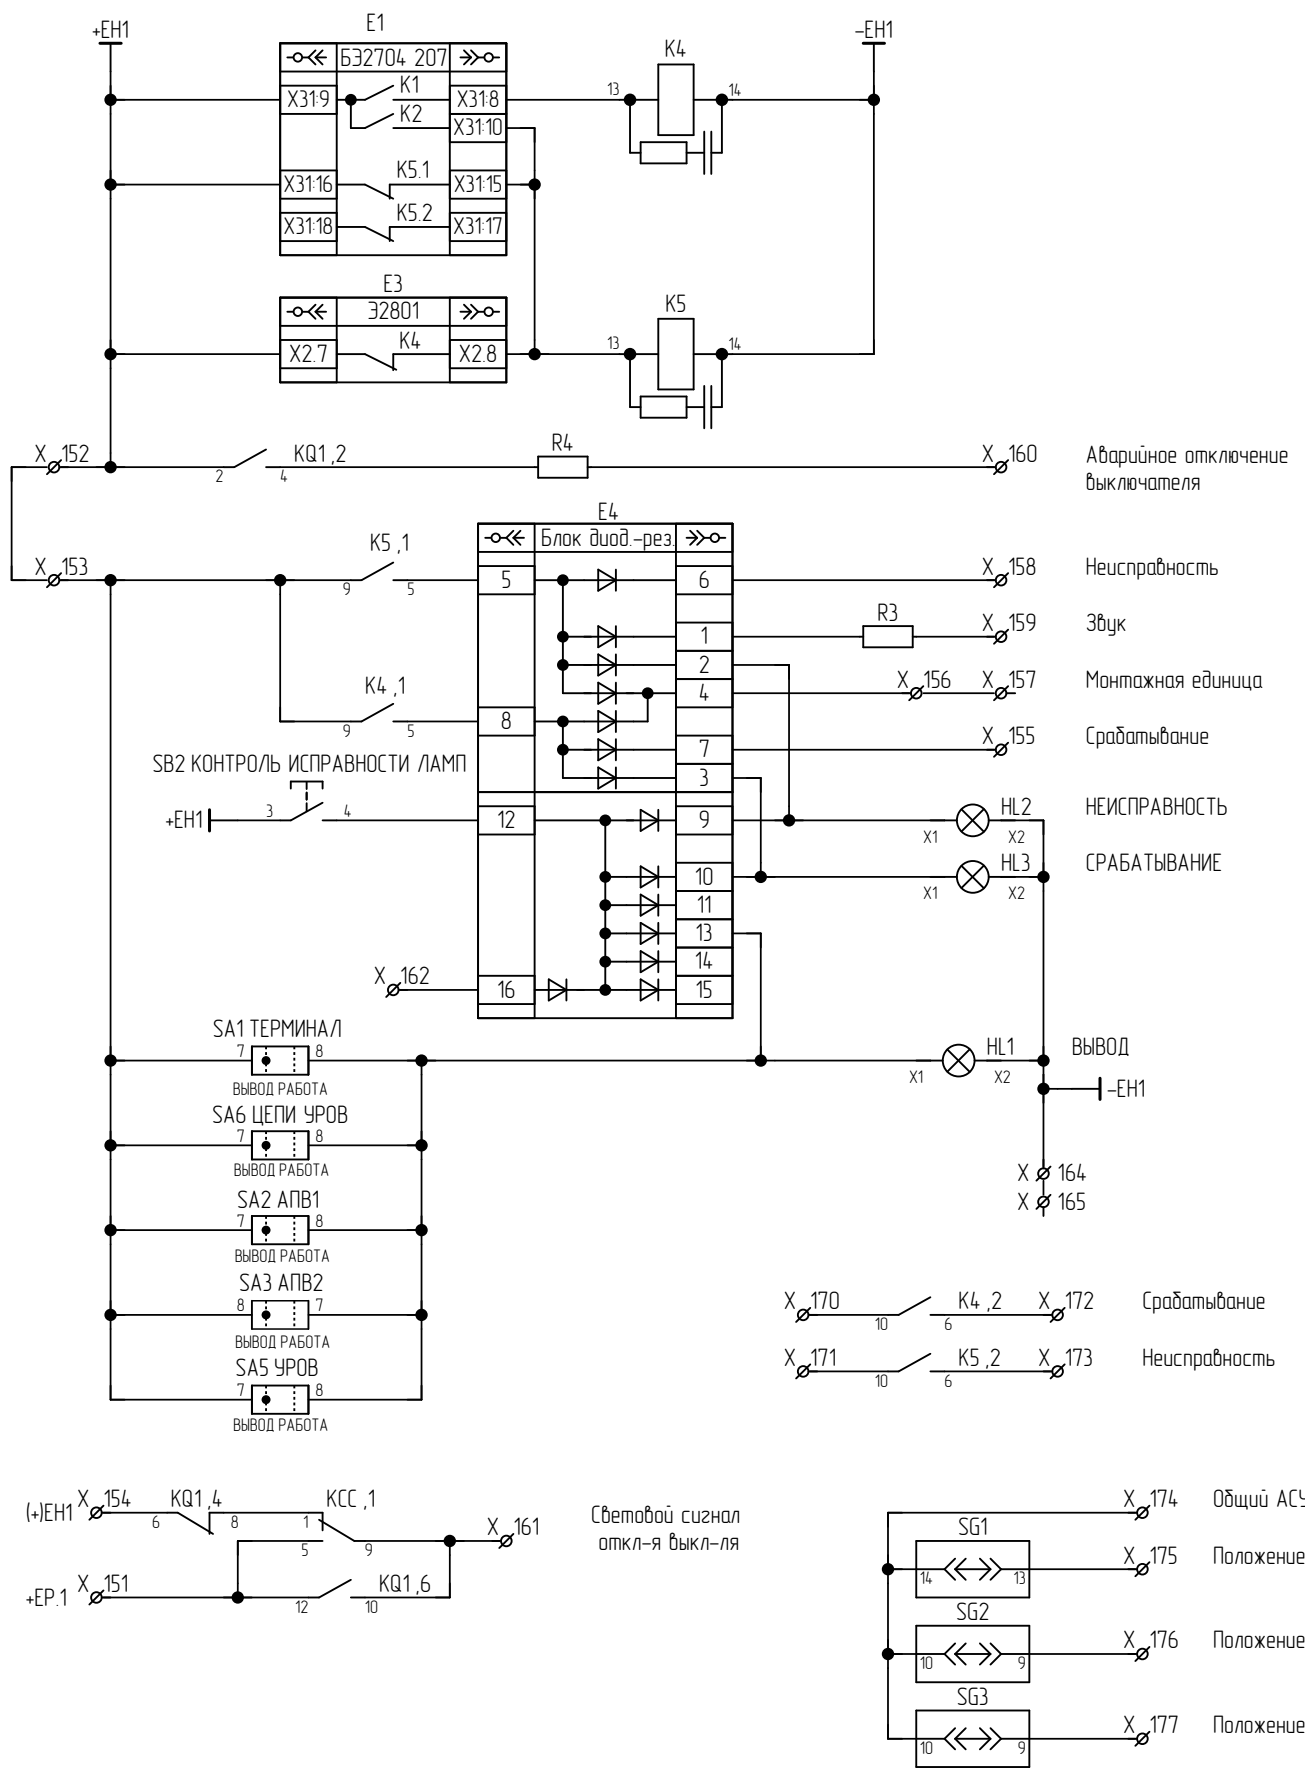 +EH1
E1
-EH1
БЭ2704 207
K4
X31:9
K1
X31:8
13
14
K2
X31:10
X31:16
K5.1
X31:15
X31:18
K5.2
X31:17
E3
Э2801
K5
X2.7
K4
X2.8
13
14
X 152
2
KQ1,2
4
R4
X 160
Аварийное отключение
выключателя
E4
Блок диод.-рез.
X 153
K5,1
9
5
5
6
X 158
Неисправность
1
R3
X 159
Звук
2
K4,1
9
5
4
X 156
X 157
Монтажная единица
8
7
X 155
Срабатывание
3
SB2 КОНТРОЛЬ ИСПРАВНОСТИ ЛАМП
+EH1
3
4
12
9
X1
HL2
X2
НЕИСПРАВНОСТЬ
10
X1
HL3
X2
СРАБАТЫВАНИЕ
11
13
14
X 162
16
15
SA1 ТЕРМИНАЛ
7
8
ВЫВОД РАБОТА
X1
HL1
X2
ВЫВОД
-EH1
SA6 ЦЕПИ УРОВ
7
8
ВЫВОД РАБОТА
X 164
X 165
SA2 АПВ1
7
8
ВЫВОД РАБОТА
SA3 АПВ2
8
7
ВЫВОД РАБОТА
X 170
10
K4,2
6
X 172
Срабатывание
SA5 УРОВ
7
8
ВЫВОД РАБОТА
X 171
10
K5,2
6
X 173
Неисправность
(+)EH1
X 154
6
KQ1,4
8
KCC,1
1
5
9
X 161
Световой сигнал
откл-я выкл-ля
+EP.1
X 151
12
KQ1,6
10
X 174
Общий АСУ
SG1
14
13
X 175
Положение
SG2
10
9
X 176
Положение
SG3
10
9
X 177
Положение